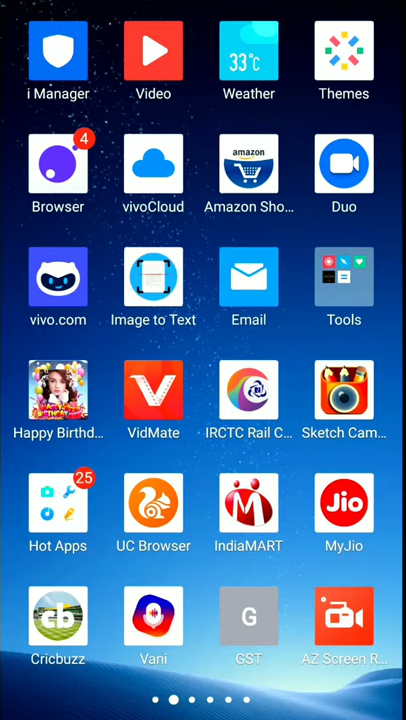 33°c
i Manager Video Weather Themes
4
amazon
Browser vivoCloud Amazon Sho... Duo
vivo.com Image to Text Email Tools
Happy Birthd... VidMate IRCTC Rail C... Sketch Cam...
25
Jio
Hot Apps UC Browser IndiaMART MyJio
cb
G
Cricbuzz Vani GST AZ Screen R...